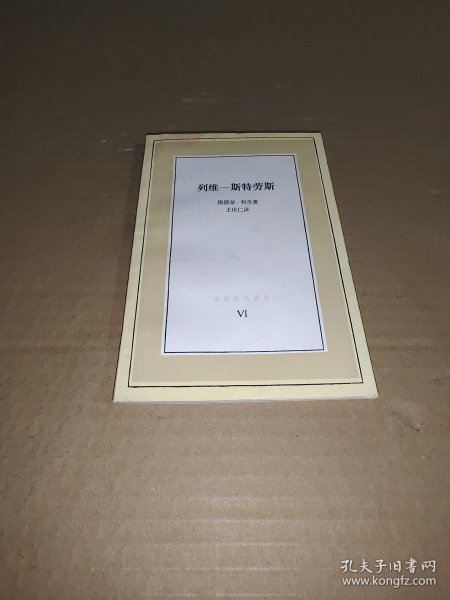 列维—斯特劳斯
埃德蒙·利奇著
王庆仁译
文化生活译丛
VI
孔夫子旧书网
www.kongfz.com